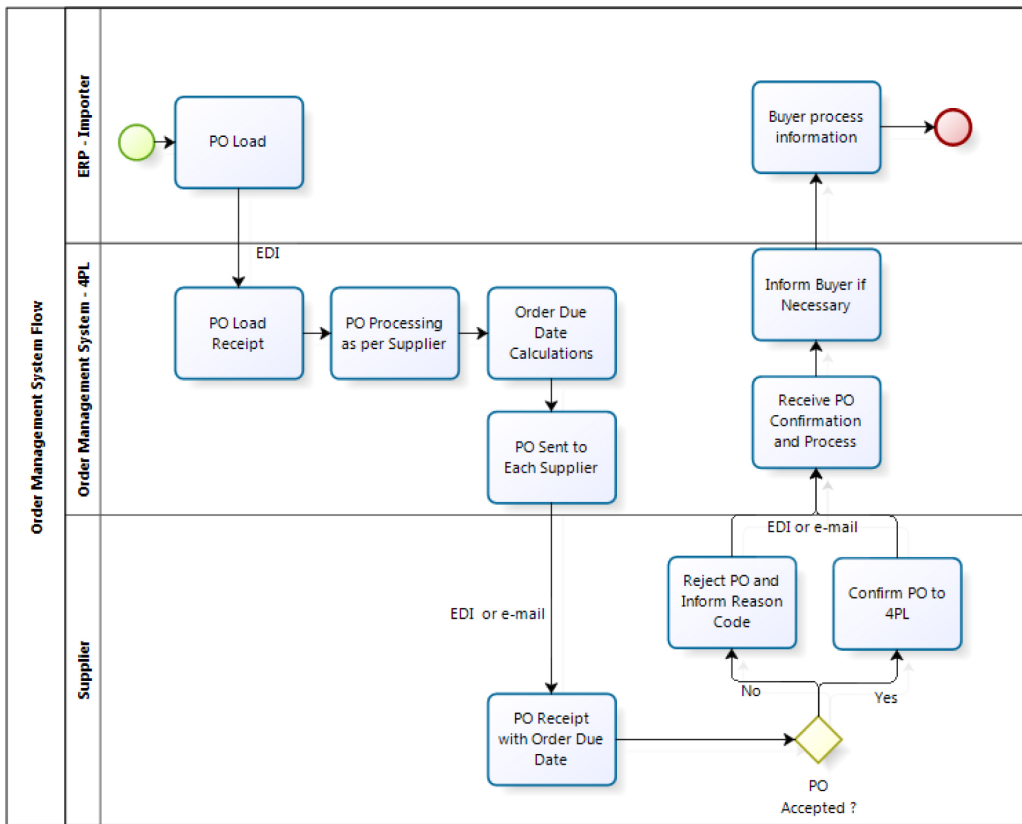 Order Management System Flow
ERP - Importer
PO Load
Buyer process
information
EDI
Order Management System - 4PL
PO Load
Receipt
PO Processing
as per Supplier
Order Due
Date
Calculations
PO Sent to
Each Supplier
Inform Buyer if
Necessary
Receive PO
Confirmation
and Process
Supplier
EDI or e-mail
PO Receipt
with Order Due
Date
PO
Accepted ?
No
Yes
Reject PO and
Inform Reason
Code
Confirm PO to
4PL
EDI or e-mail